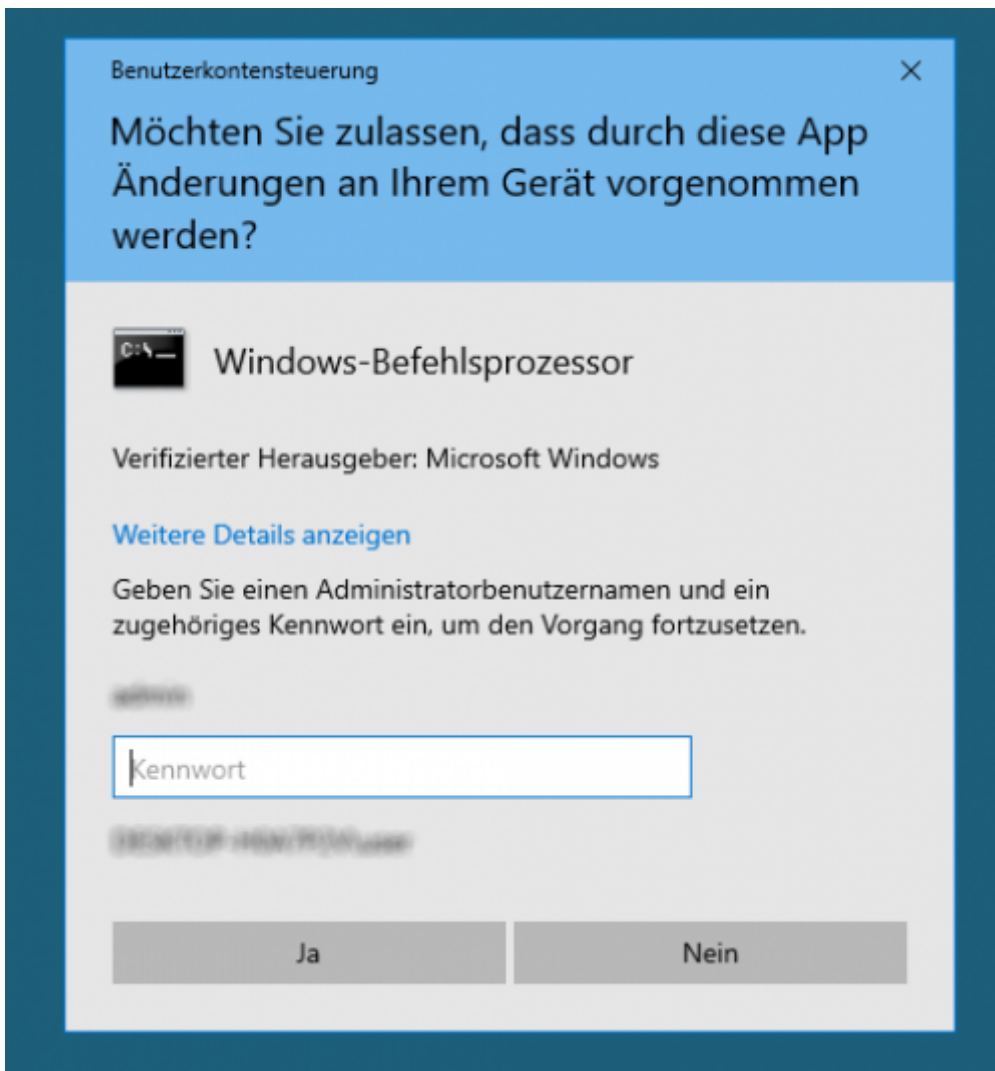 Benutzerkontensteuerung
Möchten Sie zulassen, dass durch diese App
Änderungen an Ihrem Gerät vorgenommen
werden?
C:\
Windows-Befehlsprozessor
Verifizierter Herausgeber: Microsoft Windows
Weitere Details anzeigen
Geben Sie einen Administratorbenutzernamen und ein
zugehöriges Kennwort ein, um den Vorgang fortzusetzen.
Kennwort
Ja
Nein